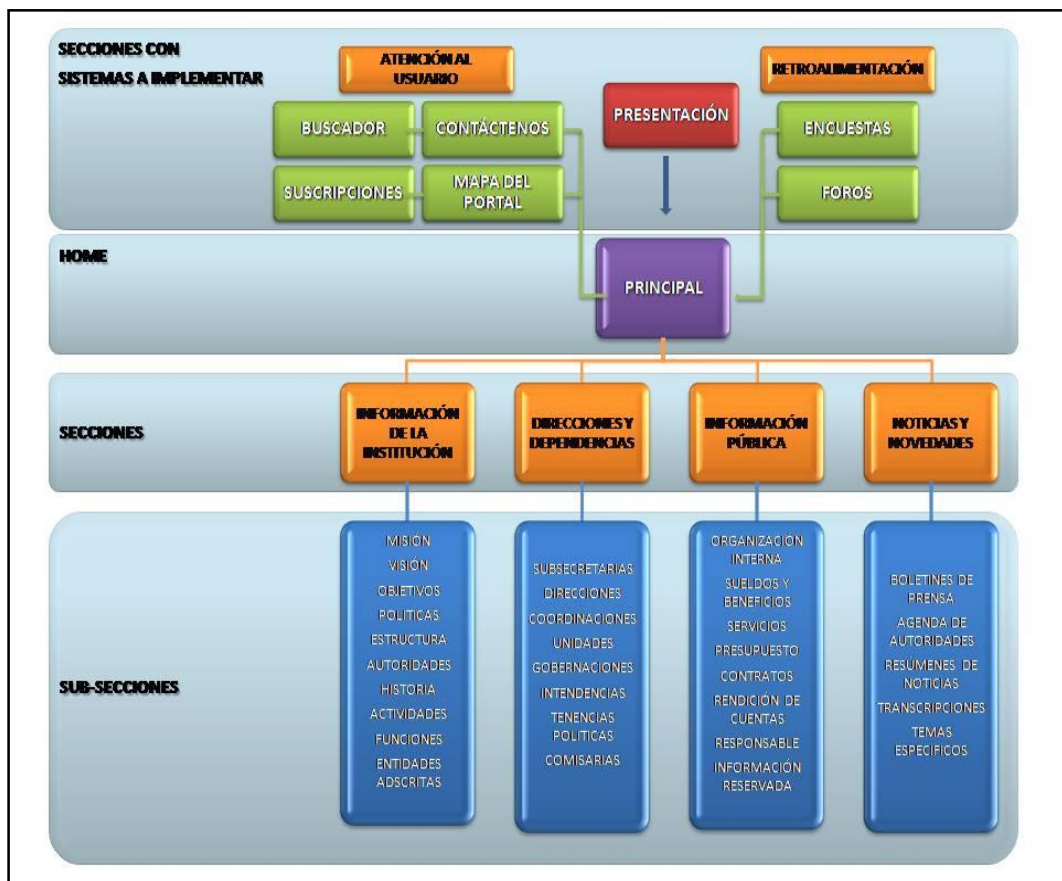 SECCIONES CON
SISTEMAS A IMPLEMENTAR
ATENCIÓN AL
USUARIO
RETROALIMENTACIÓN
BUSCADOR
CONTÁCTENOS
PRESENTACIÓN
ENCUESTAS
SUSCRIPCIONES
MAPA DEL
PORTAL
FOROS
HOME
PRINCIPAL
SECCIONES
INFORMACIÓN
DE LA
INSTITUCIÓN
DIRECCIONES Y
DEPENDENCIAS
INFORMACIÓN
PÚBLICA
NOTICIAS Y
NOVEDADES
SUB-SECCIONES
MISIÓN
VISIÓN
OBJETIVOS
POLITICAS
ESTRUCTURA
AUTORIDADES
HISTORIA
ACTIVIDADES
FUNCIONES
ENTIDADES
ADSCRITAS
SUBSECRETARIAS
DIRECCIONES
COORDINACIONES
UNIDADES
GOBERNACIONES
INTENDENCIAS
TENENCIAS
POLITICAS
COMISARIAS
ORGANIZACIÓN
INTERNA
SUELDOS Y
BENEFICIOS
SERVICIOS
PRESUPUESTO
CONTRATOS
RENDICIÓN DE
CUENTAS
RESPONSABLE
INFORMACIÓN
RESERVADA
BOLETINES DE
PRENSA
AGENDA DE
AUTORIDADES
RESÚMENES DE
NOTICIAS
TRANSCRIPCIONES
TEMAS
ESPECIFICOS